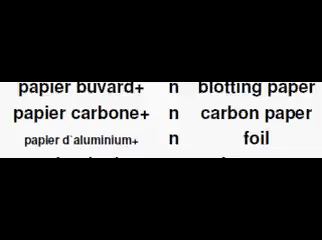 papier buvard+ n blotting paper
papier carbone+ n carbon paper
papier d`aluminium+ n foil